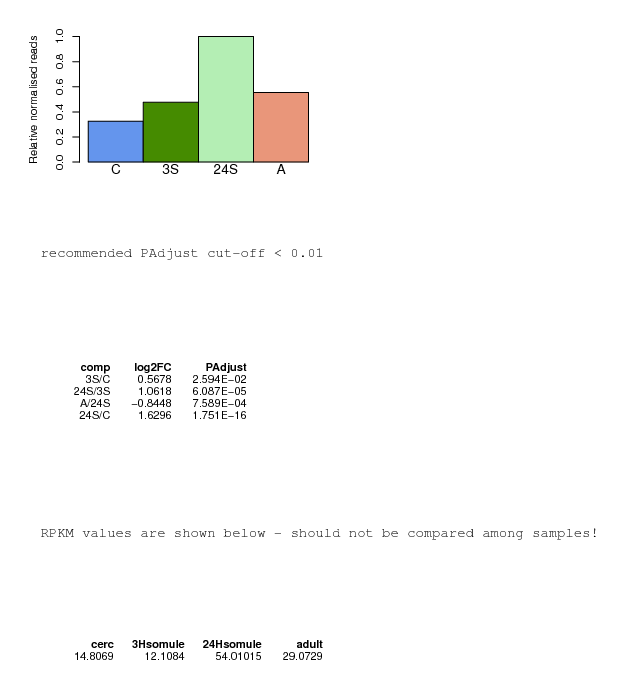 Relative normalised reads
1.0
0.8
0.6
0.4
0.2
0.0
C 3S 24S A
recommended PAdjust cut-off < 0.01
comp log2FC PAdjust
3S/C 0.5678 2.594E−02
24S/3S 1.0618 6.087E−05
A/24S −0.8448 7.589E−04
24S/C 1.6296 1.751E−16
RPKM values are shown below - should not be compared among samples!
cerc 3Hsomule 24Hsomule adult
14.8069 12.1084 54.01015 29.0729